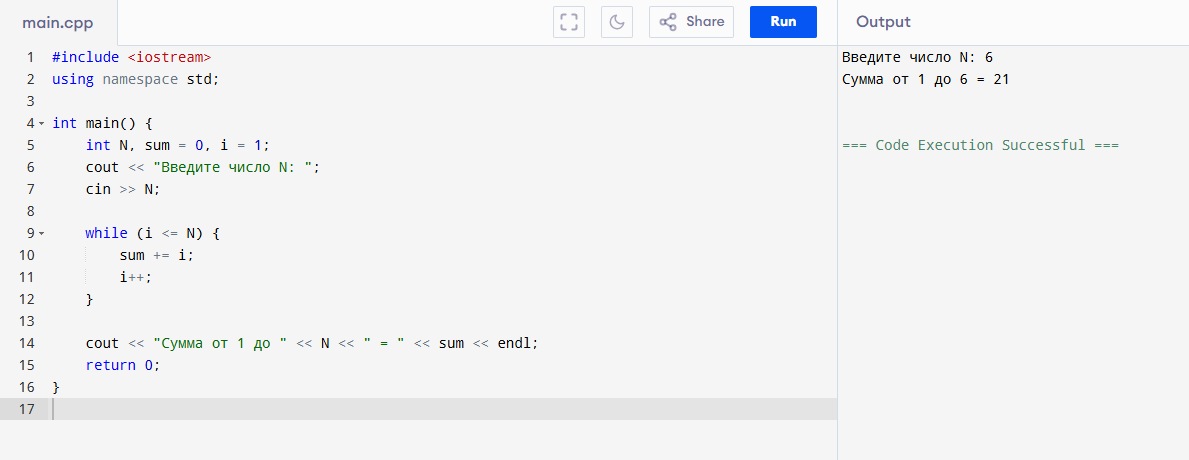 main.cpp
Share
Run
Output
1 #include <iostream>
2 using namespace std;
3
4 int main() {
5     int N, sum = 0, i = 1;
6     cout << "Введите число N: ";
7     cin >> N;
8
9     while (i <= N) {
10         sum += i;
11         i++;
12     }
13
14     cout << "Сумма от 1 до " << N << " = " << sum << endl;
15     return 0;
16 }
17
Введите число N: 6
Сумма от 1 до 6 = 21
=== Code Execution Successful ===